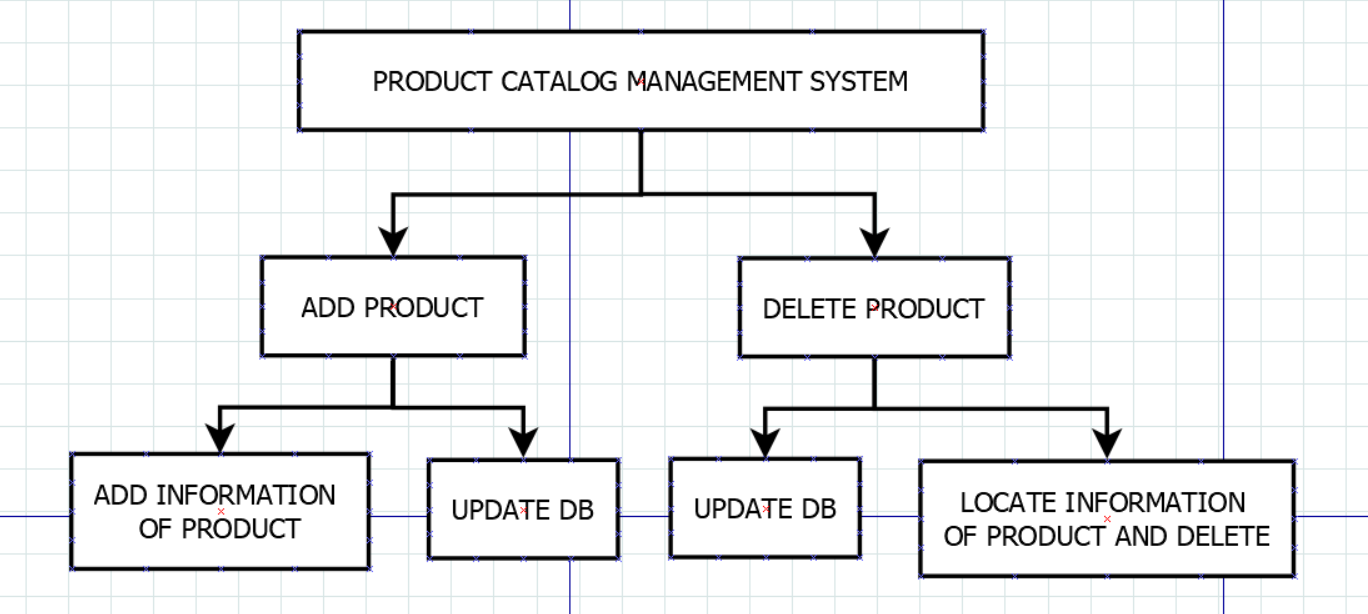 PRODUCT CATALOG MANAGEMENT SYSTEM
ADD PRODUCT
DELETE PRODUCT
ADD INFORMATION
OF PRODUCT
UPDATE DB
UPDATE DB
LOCATE INFORMATION
OF PRODUCT AND DELETE